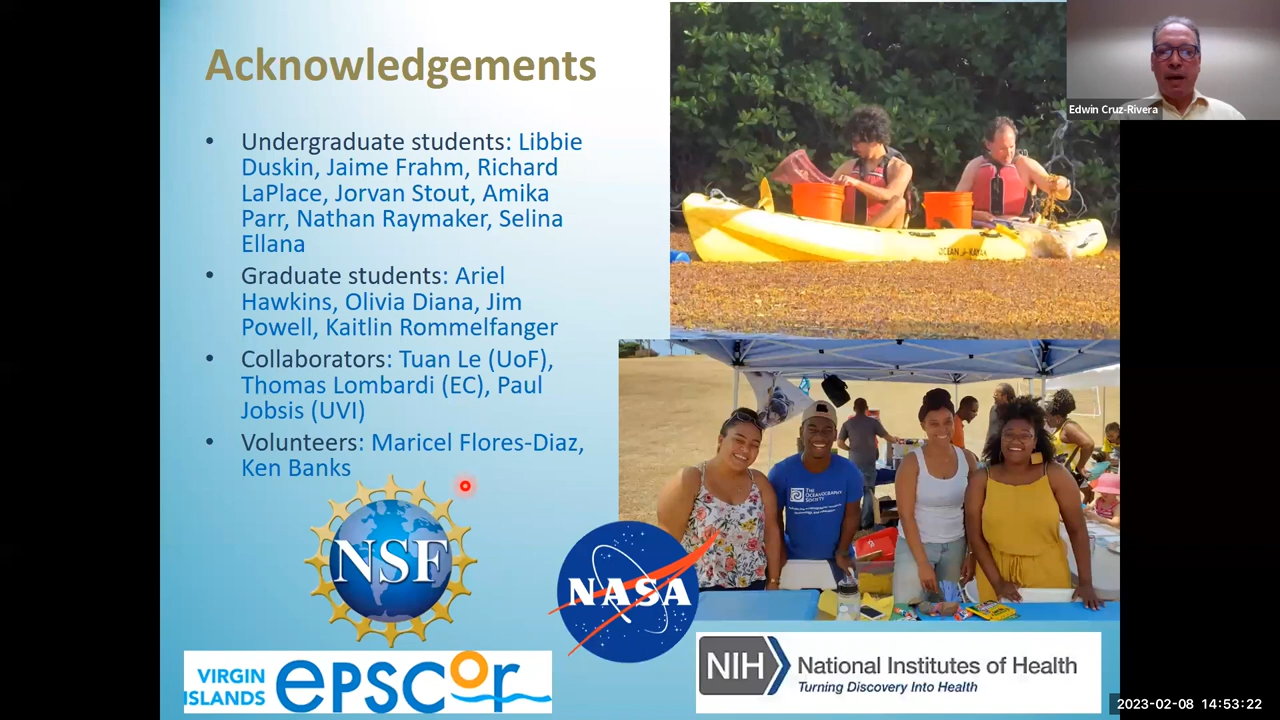 Acknowledgements
• Undergraduate students: Libbie
Duskin, Jaime Frahm, Richard
LaPlace, Jorvan Stout, Amika
Parr, Nathan Raymaker, Selina
Ellana
• Graduate students: Ariel
Hawkins, Olivia Diana, Jim
Powell, Kaitlin Rommelfanger
• Collaborators: Tuan Le (UoF),
Thomas Lombardi (EC), Paul
Jobsis (UVI)
• Volunteers: Maricel Flores-Diaz,
Ken Banks
Edwin Cruz-Rivera
OCEAN KAYAK
THE
OCEANOGRAPHY
SOCIETY
NSF
NASA
VIRGIN
ISLANDS
EPSCoR
NIH
National Institutes of Health
Turning Discovery Into Health
2023-02-08 14:53:22